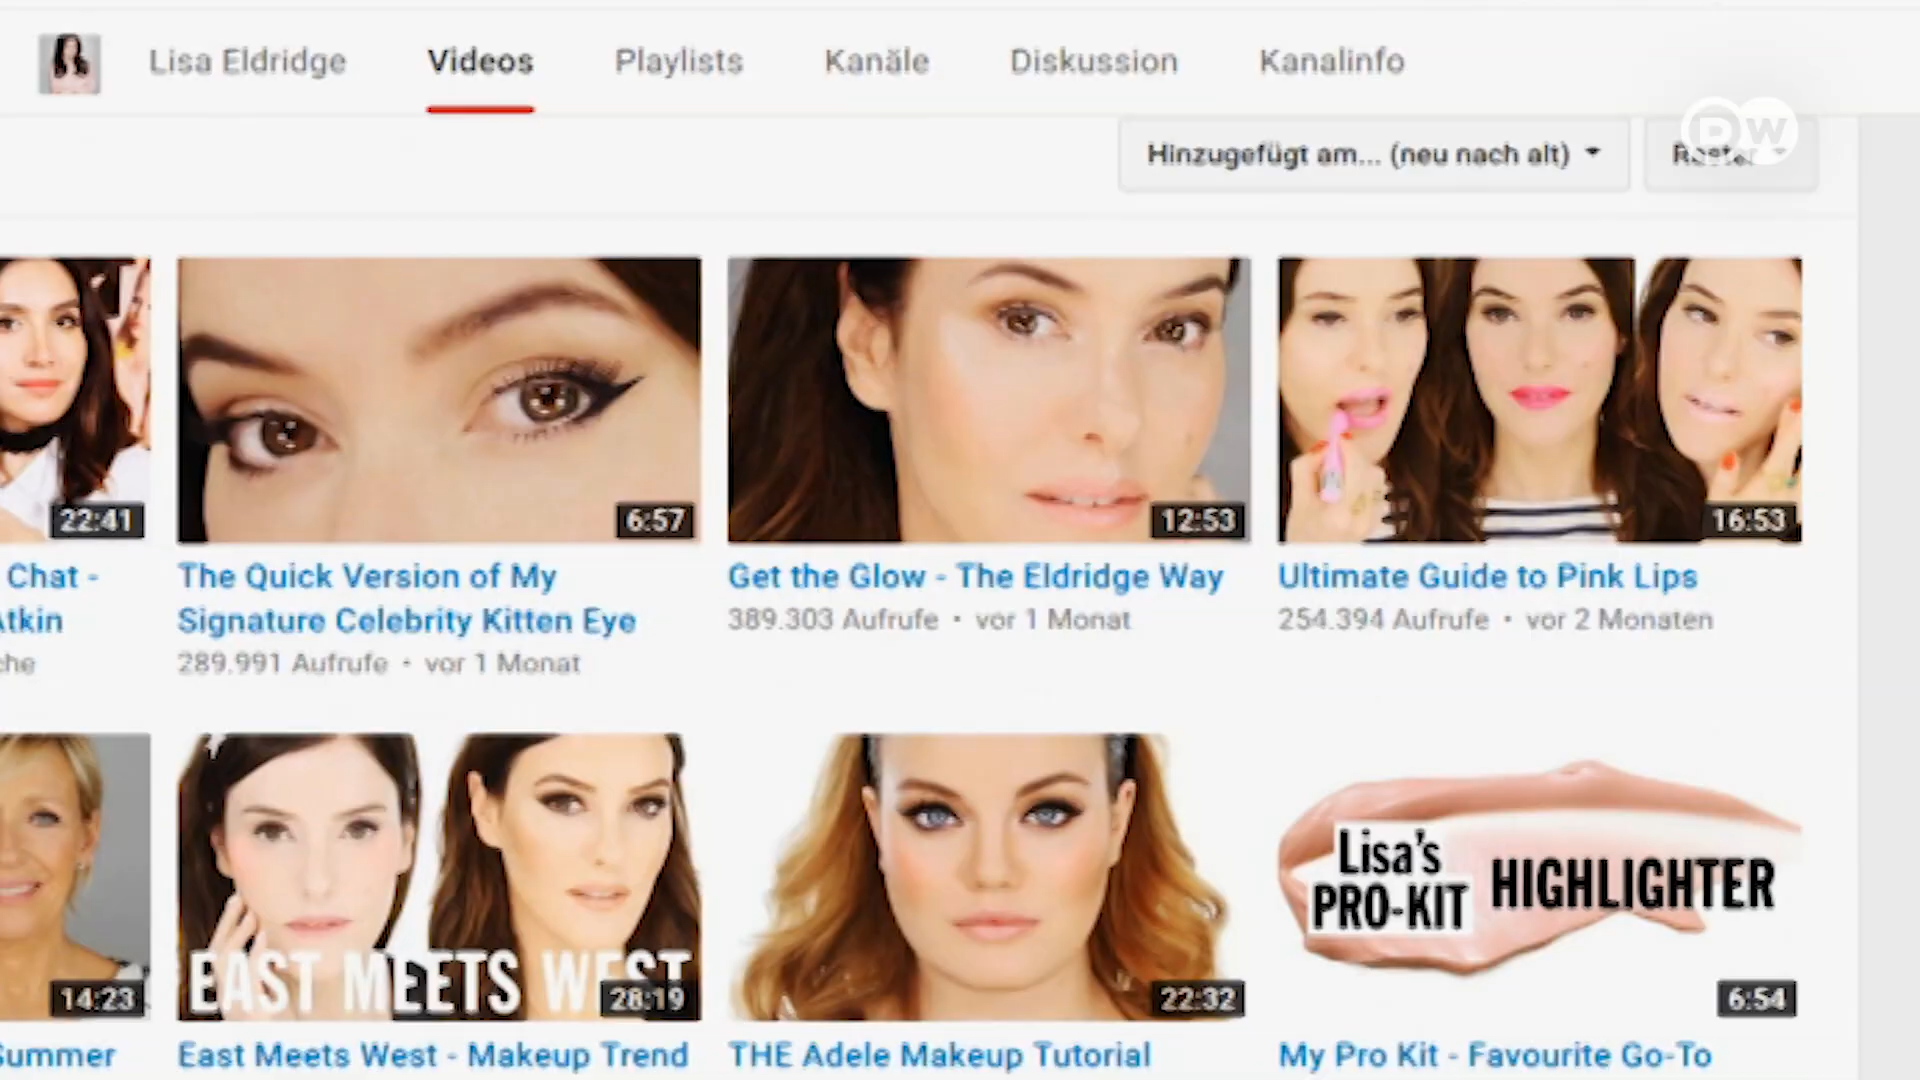 Lisa Eldridge Videos Playlists Kanäle Diskussion Kanalinfo
DW
Hinzugefügt am... (neu nach alt)
22:41 6:57 12:53 16:53
Chat -
Atkin
che
The Quick Version of My
Signature Celebrity Kitten Eye
289.991 Aufrufe • vor 1 Monat
Get the Glow - The Eldridge Way
389.303 Aufrufe • vor 1 Monat
Ultimate Guide to Pink Lips
254.394 Aufrufe • vor 2 Monaten
14:23
EAST MEETS WEST
28:19
22:32
Lisa's
PRO-KIT HIGHLIGHTER
6:54
Summer
East Meets West - Makeup Trend
THE Adele Makeup Tutorial
My Pro Kit - Favourite Go-To